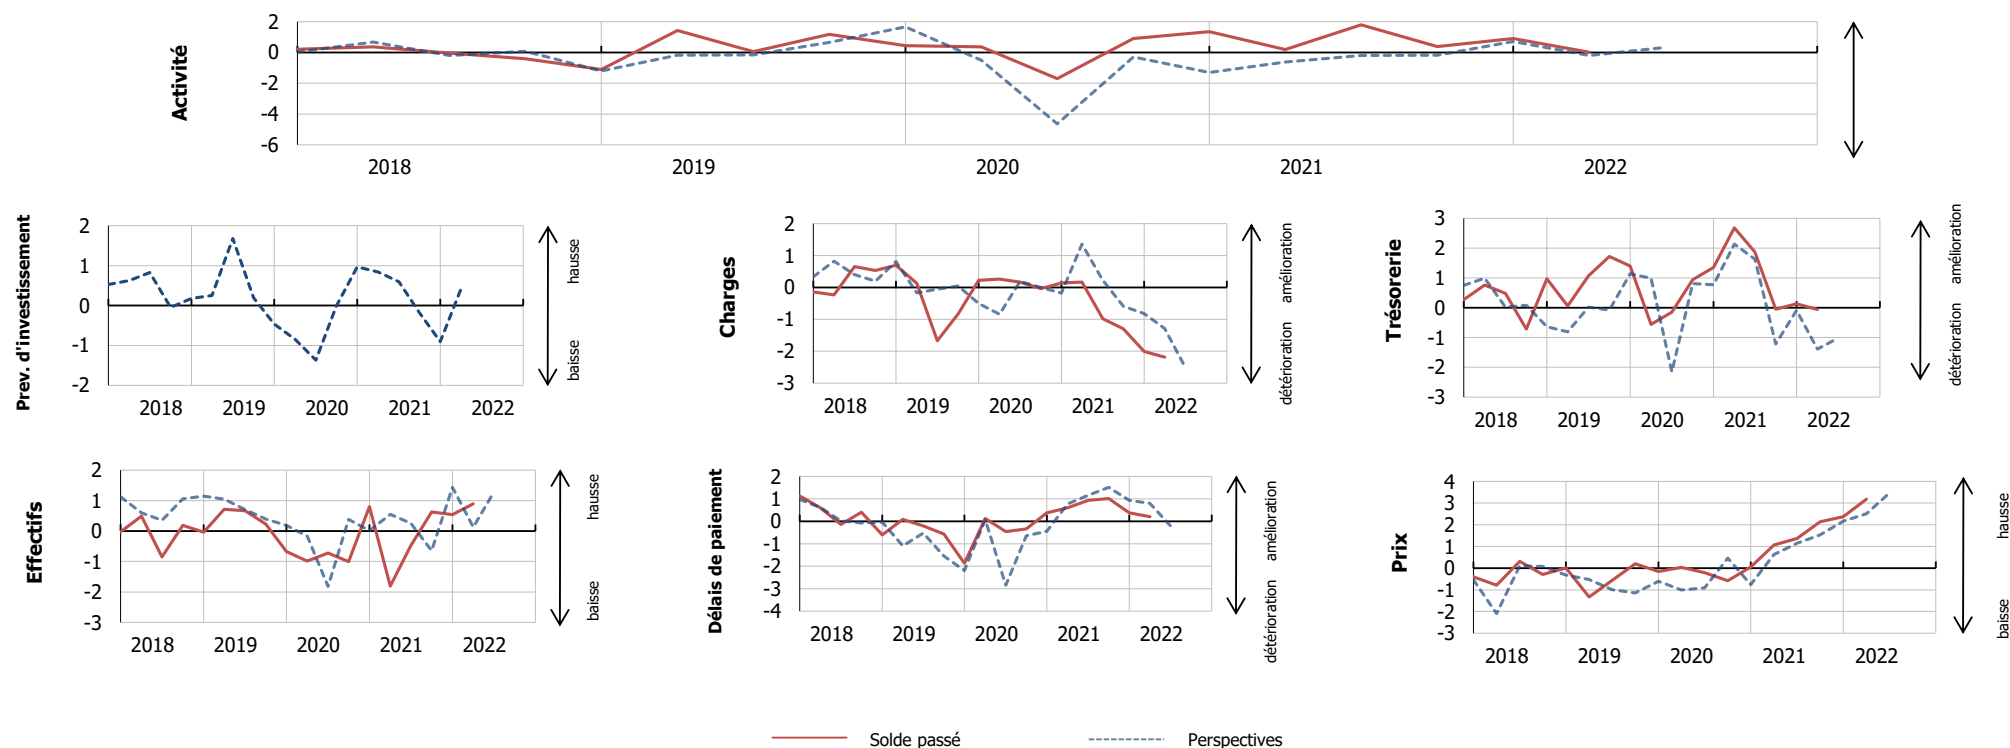 Activité
2
0
-2
-4
-6
2018 2019 2020 2021 2022
Prev. d'investissement
2
1
0
-1
-2
2018 2019 2020 2021 2022
hausse
baisse
Charges
2
1
0
-1
-2
-3
2018 2019 2020 2021 2022
amélioration
détérioration
Trésorerie
3
2
1
0
-1
-2
-3
2018 2019 2020 2021 2022
amélioration
détérioration
Effectifs
2
1
0
-1
-2
-3
2018 2019 2020 2021 2022
hausse
baisse
Délais de paiement
2
1
0
-1
-2
-3
-4
2018 2019 2020 2021 2022
amélioration
détérioration
Prix
4
3
2
1
0
-1
-2
-3
2018 2019 2020 2021 2022
hausse
baisse
Solde passé Perspectives